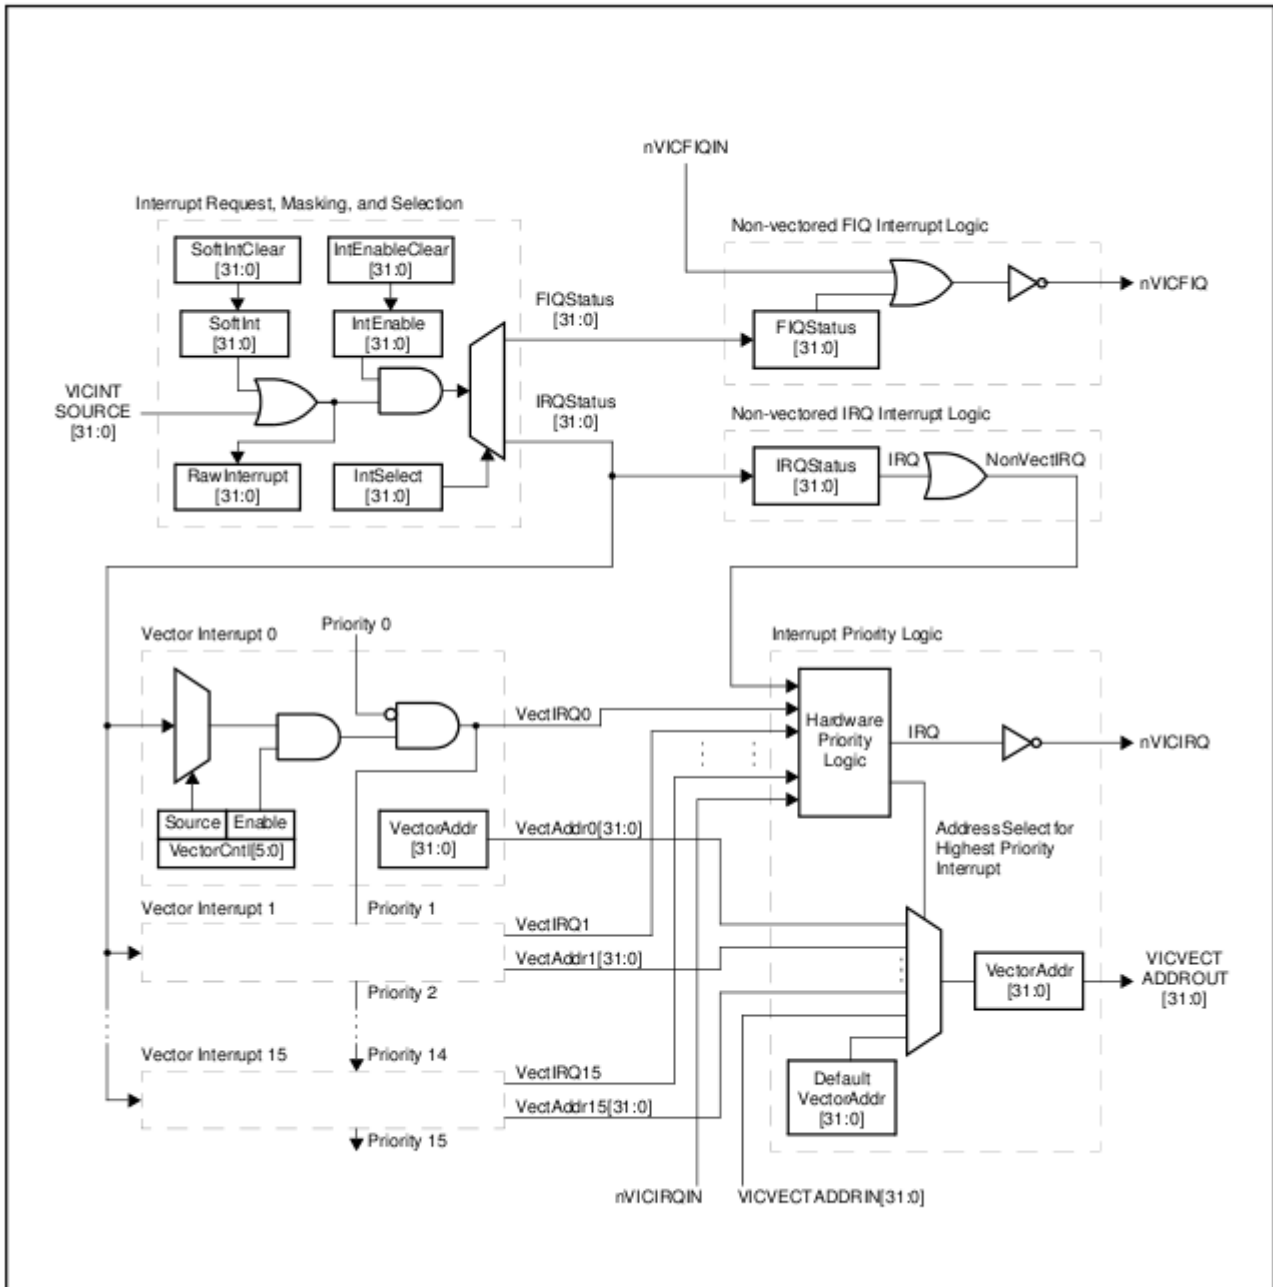 nVICFIQIN
Interrupt Request, Masking, and Selection
SoftIntClear
[31:0]
IntEnableClear
[31:0]
SoftInt
[31:0]
IntEnable
[31:0]
VICINT
SOURCE
[31:0]
RawInterrupt
[31:0]
IntSelect
[31:0]
FIQStatus
[31:0]
IRQStatus
[31:0]
Non-vectored FIQ Interrupt Logic
FIQStatus
[31:0]
nVICFIQ
Non-vectored IRQ Interrupt Logic
IRQStatus
[31:0]
IRQ
NonVectIRQ
Vector Interrupt 0
Priority 0
Source
Enable
VectorCntl[5:0]
VectorAddr
[31:0]
VectIRQ0
VectAddr0[31:0]
Vector Interrupt 1
Priority 1
VectIRQ1
VectAddr1[31:0]
Priority 2
Vector Interrupt 15
Priority 14
VectIRQ15
VectAddr15[31:0]
Priority 15
Interrupt Priority Logic
Hardware
Priority
Logic
IRQ
nVICIRQ
Address Select for
Highest Priority
Interrupt
VectorAddr
[31:0]
VICVECT
ADDROUT
[31:0]
Default
VectorAddr
[31:0]
nVICIRQIN
VICVECTADDRIN[31:0]